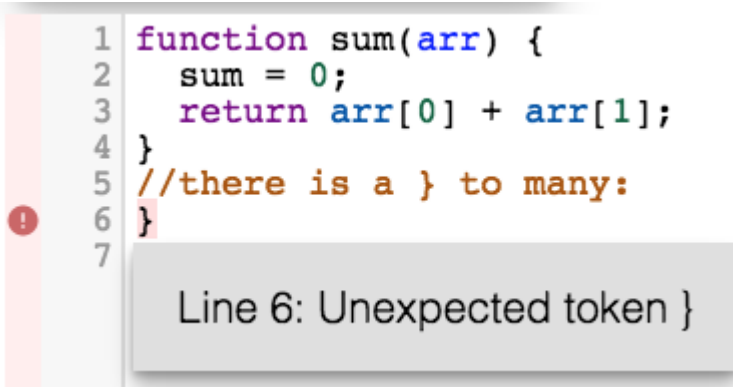 1 function sum(arr) {
2   sum = 0;
3   return arr[0] + arr[1];
4 }
5 //there is a } to many:
6 }
7
Line 6: Unexpected token }